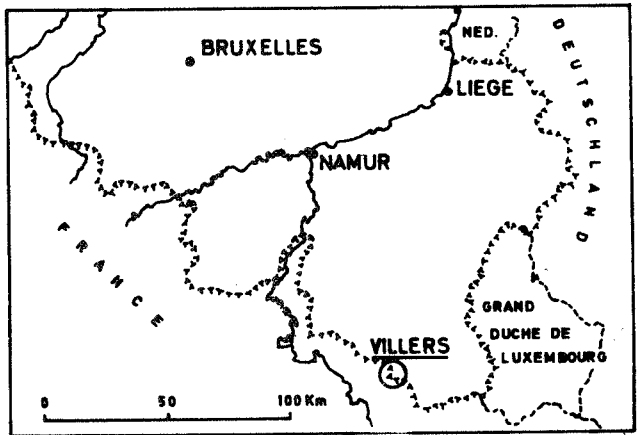 NED.
DEUTSCHLAND
BRUXELLES
LIEGE
NAMUR
FRANCE
GRAND
DUCHE DE
LUXEMBOURG
VILLERS
0 50 100 Km